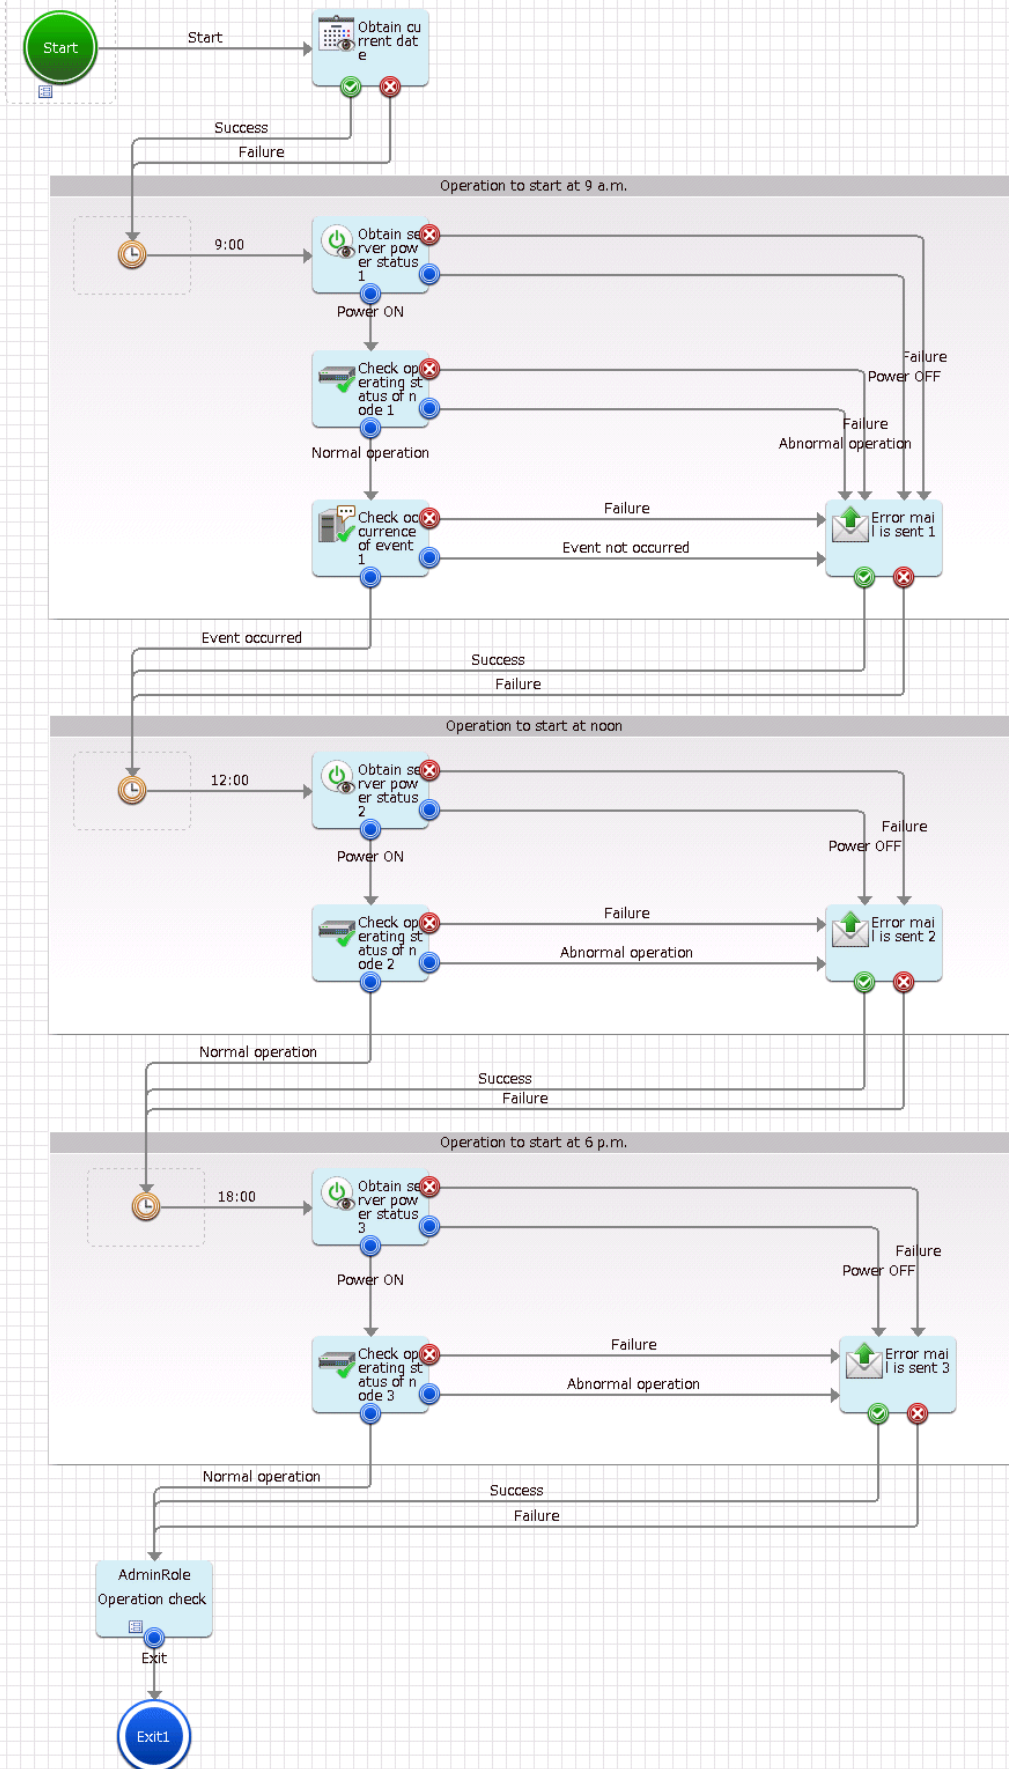 Start
Start
Obtain cu
rrent dat
e
Success
Failure
Operation to start at 9 a.m.
9:00
Obtain se
rver pow
er status
1
Power ON
Failure
Power OFF
Check op
erating st
atus of n
ode 1
Failure
Abnormal operation
Normal operation
Check oc
currence
of event
1
Failure
Event not occurred
Error mai
l is sent 1
Event occurred
Success
Failure
Operation to start at noon
12:00
Obtain se
rver pow
er status
2
Failure
Power OFF
Power ON
Check op
erating st
atus of n
ode 2
Failure
Abnormal operation
Error mai
l is sent 2
Normal operation
Success
Failure
Operation to start at 6 p.m.
18:00
Obtain se
rver pow
er status
3
Failure
Power OFF
Power ON
Check op
erating st
atus of n
ode 3
Failure
Abnormal operation
Error mai
l is sent 3
Normal operation
Success
Failure
AdminRole
Operation check
Exit
Exit1